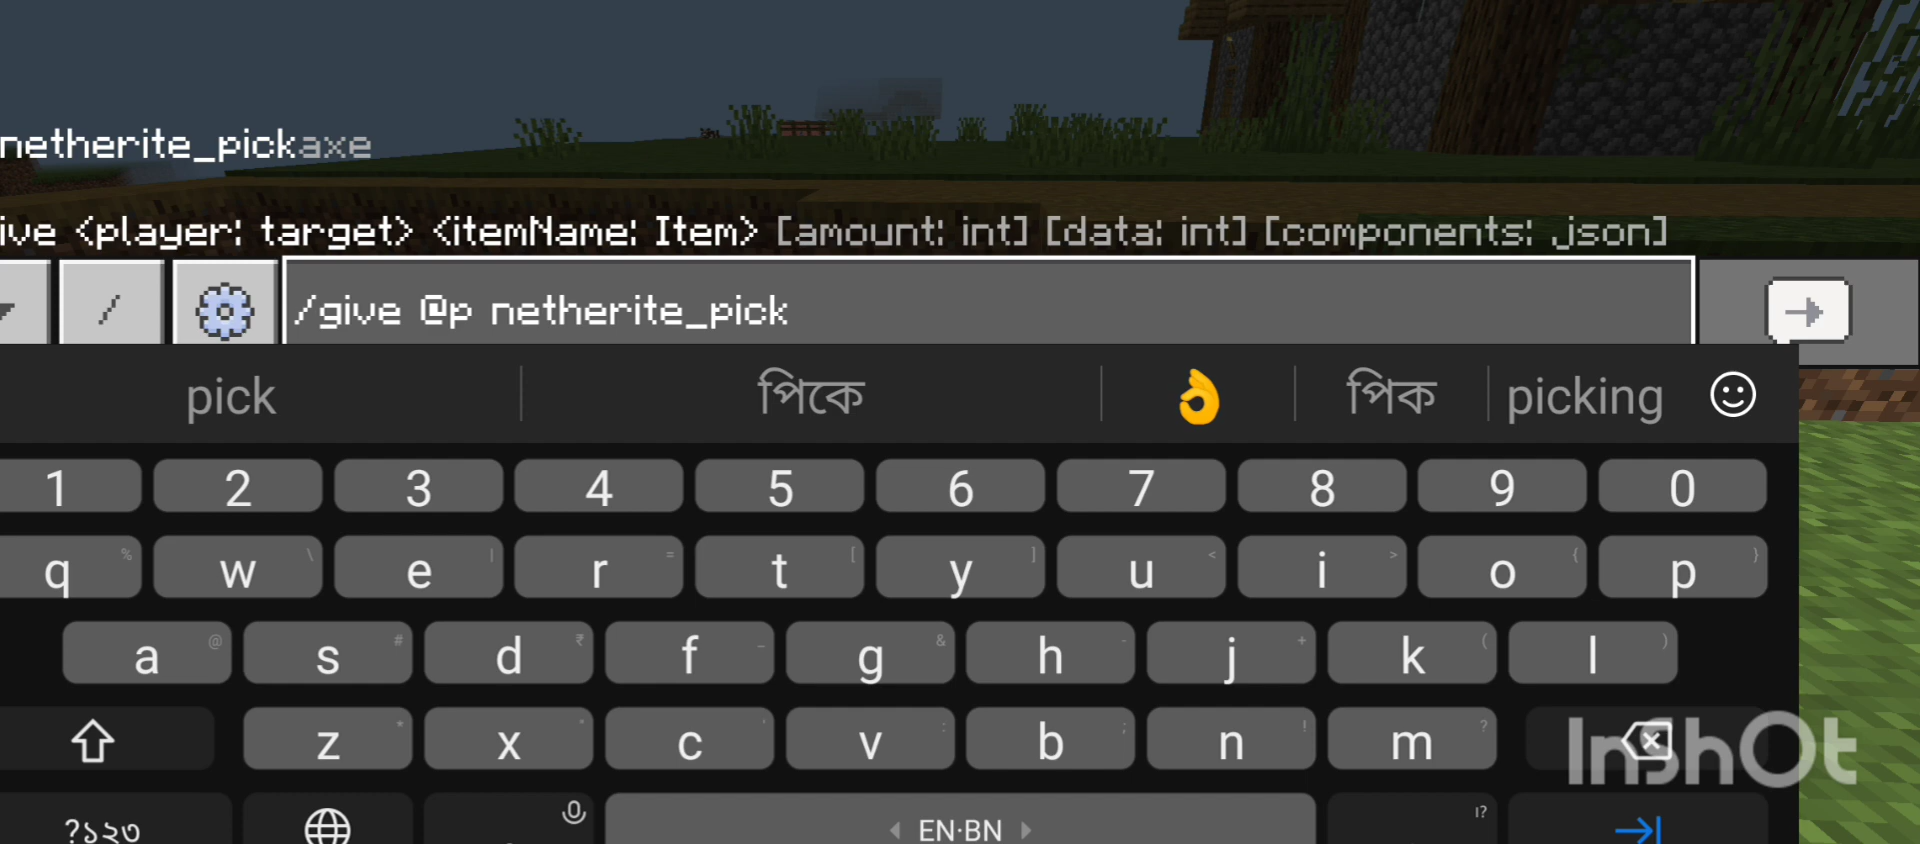 netherite_pickaxe
ive <player: target> <itemName: Item> [amount: int] [data: int] [components: json]
/
/give @p netherite_pick
pick পিকে 👌 পিক picking
1 2 3 4 5 6 7 8 9 0
q % w \ e | r = t [ y ] u < i > o { p }
a @ s # d ₹ f _ g & h - j + k ( l )
z * x " c ' v : b ; n ! m ?
InShOt
?১২৩ EN·BN !?